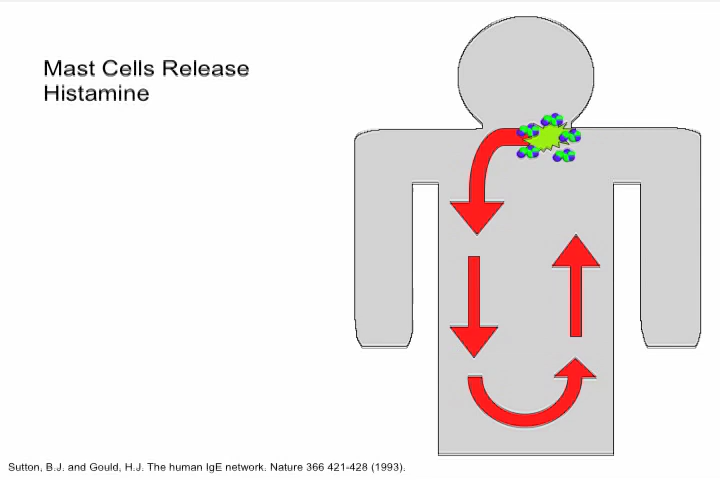 Mast Cells Release
Histamine
Sutton, B.J. and Gould, H.J. The human IgE network. Nature 366 421-428 (1993).